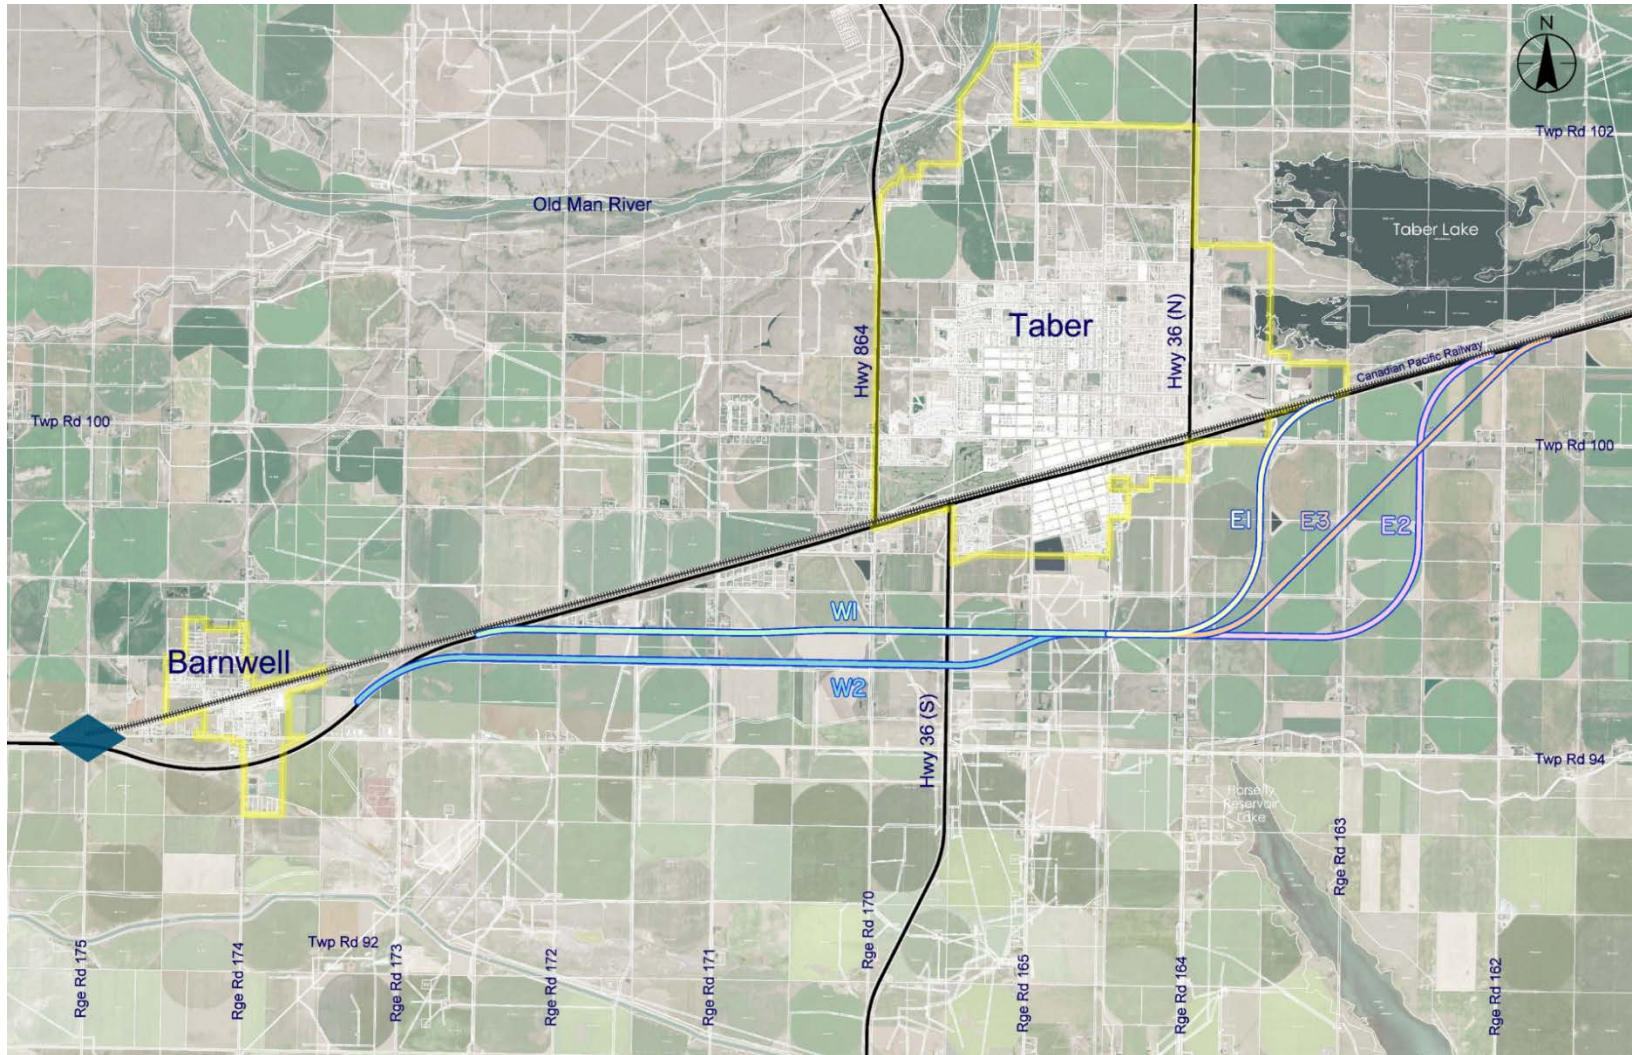 N
Twp Rd 102
Old Man River
Taber Lake
Taber
Hwy 36 (N)
Hwy 864
Canadian Pacific Railway
Twp Rd 100
Twp Rd 100
E1
E3
E2
W1
Barnwell
W2
Hwy 36 (S)
Twp Rd 94
Horsefly
Reservoir
Lake
Rge Rd 163
Rge Rd 170
Twp Rd 92
Rge Rd 175
Rge Rd 174
Rge Rd 173
Rge Rd 172
Rge Rd 171
Rge Rd 165
Rge Rd 164
Rge Rd 162